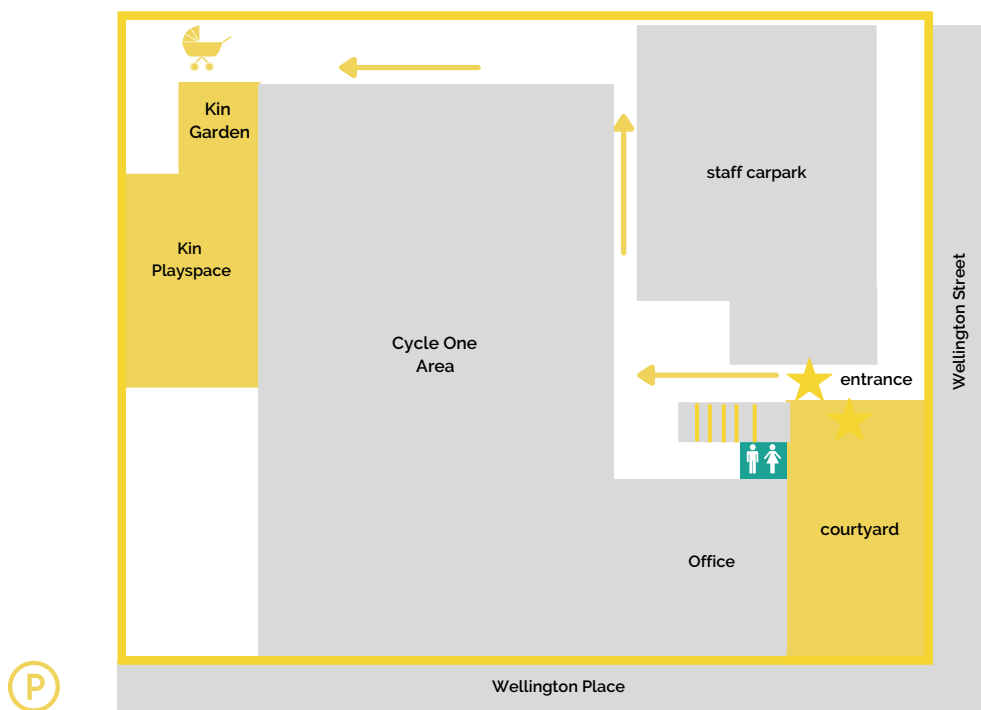 Kin
Garden
staff carpark
Kin
Playspace
Wellington Street
Cycle One
Area
entrance
courtyard
Office
P
Wellington Place